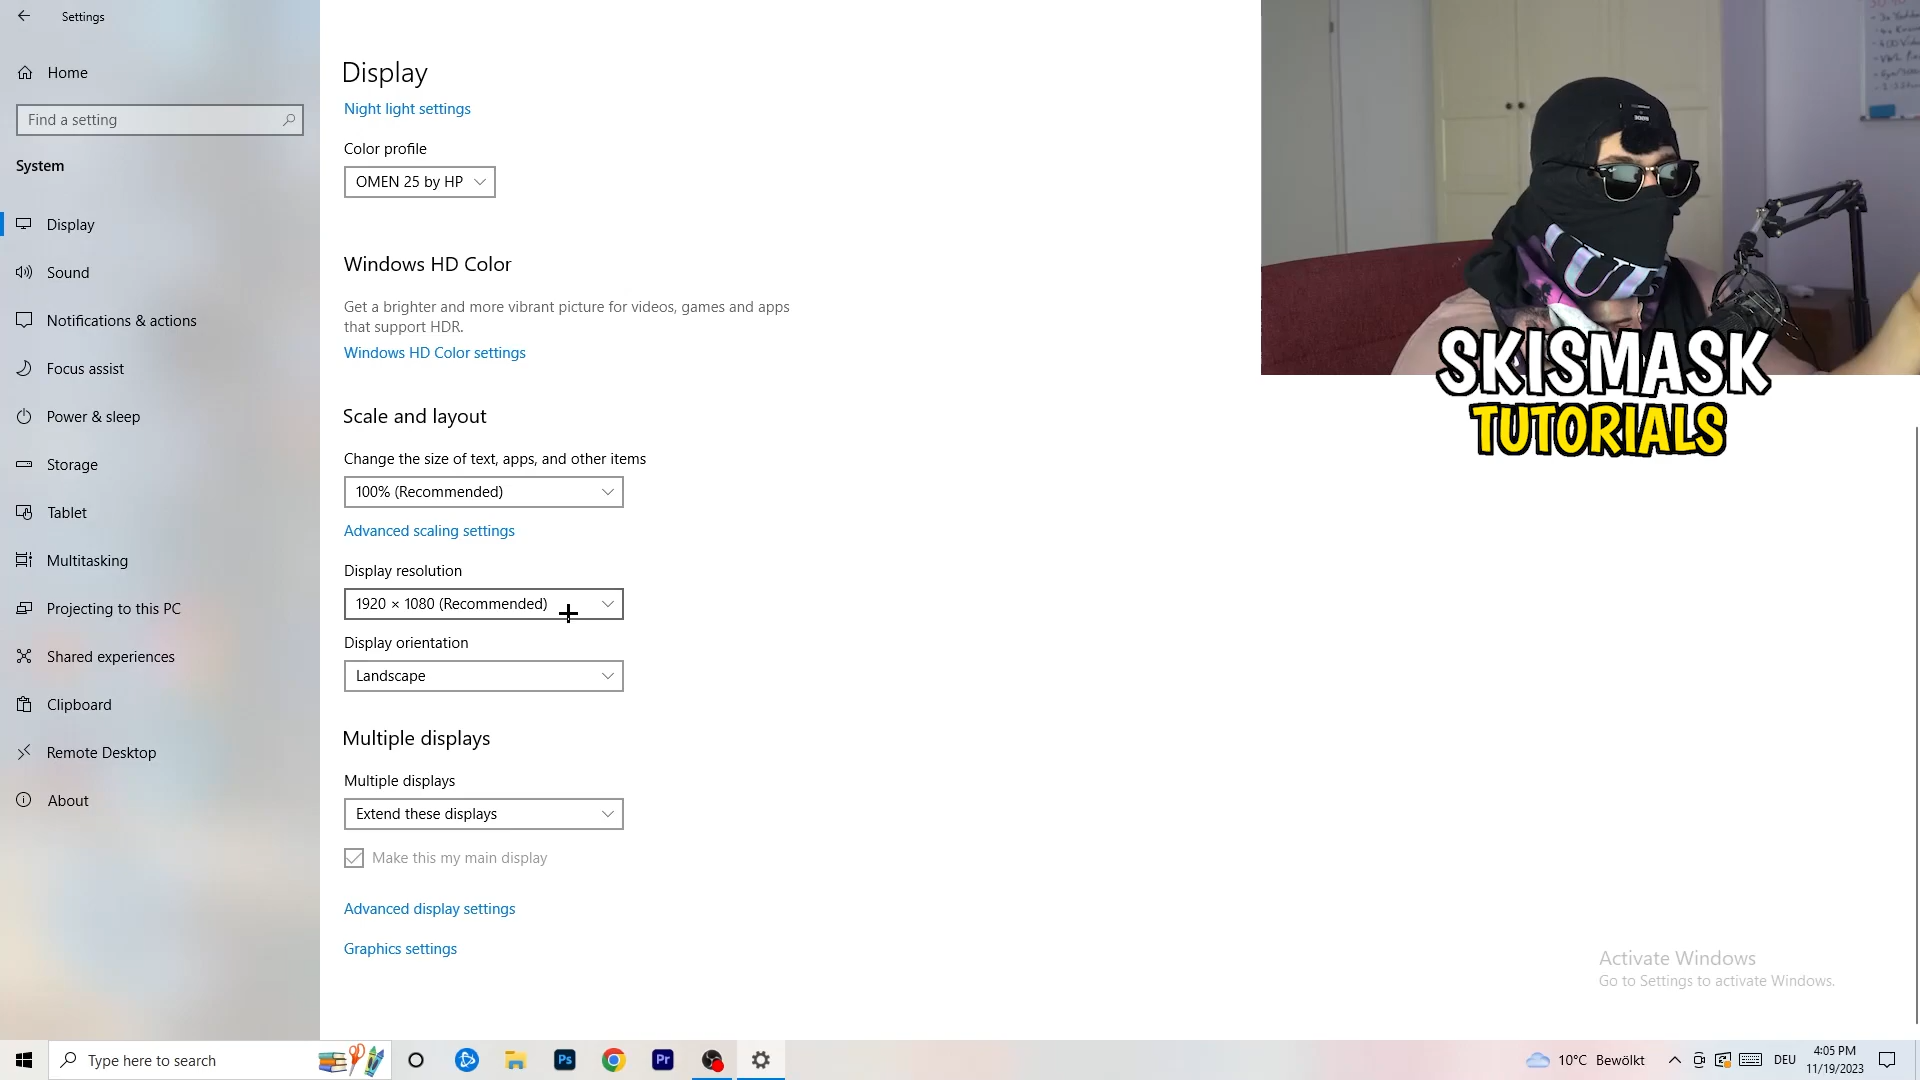 Settings
Home
Find a setting
System
Display
Sound
Notifications & actions
Focus assist
Power & sleep
Storage
Tablet
Multitasking
Projecting to this PC
Shared experiences
Clipboard
Remote Desktop
About
Display
Night light settings
Color profile
OMEN 25 by HP
Windows HD Color
Get a brighter and more vibrant picture for videos, games and apps
that support HDR.
Windows HD Color settings
Scale and layout
Change the size of text, apps, and other items
100% (Recommended)
Advanced scaling settings
Display resolution
1920 × 1080 (Recommended)
Display orientation
Landscape
Multiple displays
Multiple displays
Extend these displays
Make this my main display
Advanced display settings
Graphics settings
SKISMASK
TUTORIALS
Activate Windows
Go to Settings to activate Windows.
Type here to search
Ps
Pr
10°C Bewölkt
DEU
4:05 PM
11/19/2023